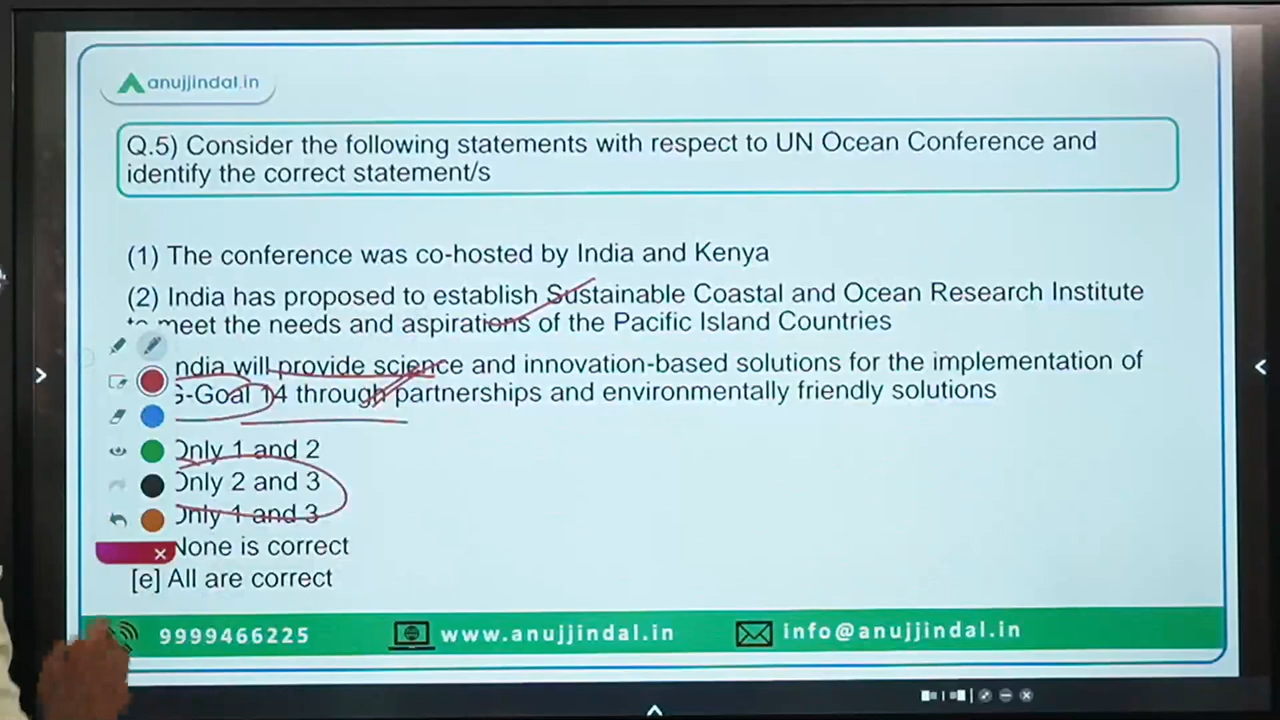 anujjindal.in
Q.5) Consider the following statements with respect to UN Ocean Conference and
identify the correct statement/s
(1) The conference was co-hosted by India and Kenya
(2) India has proposed to establish Sustainable Coastal and Ocean Research Institute
meet the needs and aspirations of the Pacific Island Countries
ndia will provide science and innovation-based solutions for the implementation of
G-Goal 14 through partnerships and environmentally friendly solutions
Only 1 and 2
Only 2 and 3
Only 1 and 3
None is correct
[e] All are correct
9999466225 www.anujjindal.in info@anujjindal.in